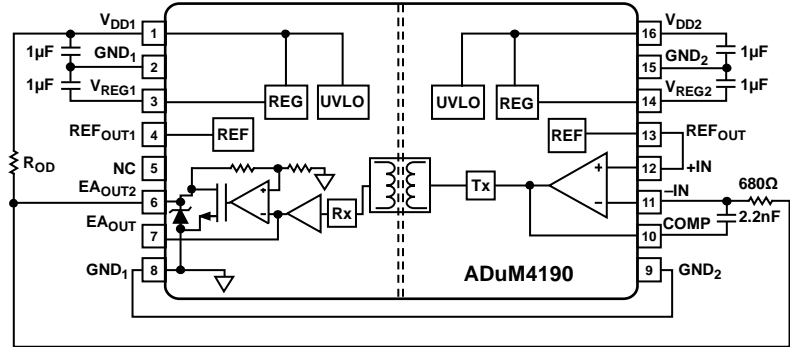 VDD1
1
1µF
GND1
2
1µF
VREG1
3
REG
UVLO
REFOUT1
4
REF
ROD
NC
5
EAOUT2
6
EAOUT
7
GND1
8
+
−
Rx
Tx
+
−
ADuM4190
VDD2
16
1µF
GND2
15
1µF
VREG2
14
UVLO
REG
REF
REFOUT
13
+IN
12
−IN
11
680Ω
2.2nF
COMP
10
GND2
9